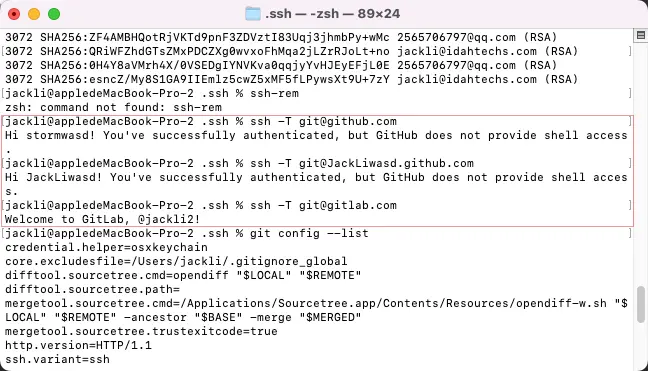 .ssh — -zsh — 89×24
3072 SHA256:ZF4AMBHQotRjVKTd9pnF3ZDVztI83Uqj3jhmbPy+wMc 2565706797@qq.com (RSA)
[3072 SHA256:QRiWFZhdGTsZMxPDCZXg0wvxoFhMqa2jLZrRJoLt+no jackli@idahtechs.com (RSA) ]
3072 SHA256:0H4Y8aVMrh4X/0VSEDgIYNVKva0qqjyYvHJEyEFjL0E 2565706797@qq.com (RSA)
3072 SHA256:esncZ/My8S1GA9IIEmlz5cwZ5xMF5fLPywsXt9U+7zY jackli@idahtechs.com (RSA)
[jackli@appledeMacBook-Pro-2 .ssh % ssh-rem ]
zsh: command not found: ssh-rem
[jackli@appledeMacBook-Pro-2 .ssh % ssh -T git@github.com ]
Hi stormwasd! You've successfully authenticated, but GitHub does not provide shell access
.
[jackli@appledeMacBook-Pro-2 .ssh % ssh -T git@JackLiwasd.github.com ]
Hi JackLiwasd! You've successfully authenticated, but GitHub does not provide shell acces
s.
[jackli@appledeMacBook-Pro-2 .ssh % ssh -T git@gitlab.com ]
Welcome to GitLab, @jackli2!
[jackli@appledeMacBook-Pro-2 .ssh % git config --list ]
credential.helper=osxkeychain
core.excludesfile=/Users/jackli/.gitignore_global
difftool.sourcetree.cmd=opendiff "$LOCAL" "$REMOTE"
difftool.sourcetree.path=
mergetool.sourcetree.cmd=/Applications/Sourcetree.app/Contents/Resources/opendiff-w.sh "$
LOCAL" "$REMOTE" -ancestor "$BASE" -merge "$MERGED"
mergetool.sourcetree.trustexitcode=true
http.version=HTTP/1.1
ssh.variant=ssh